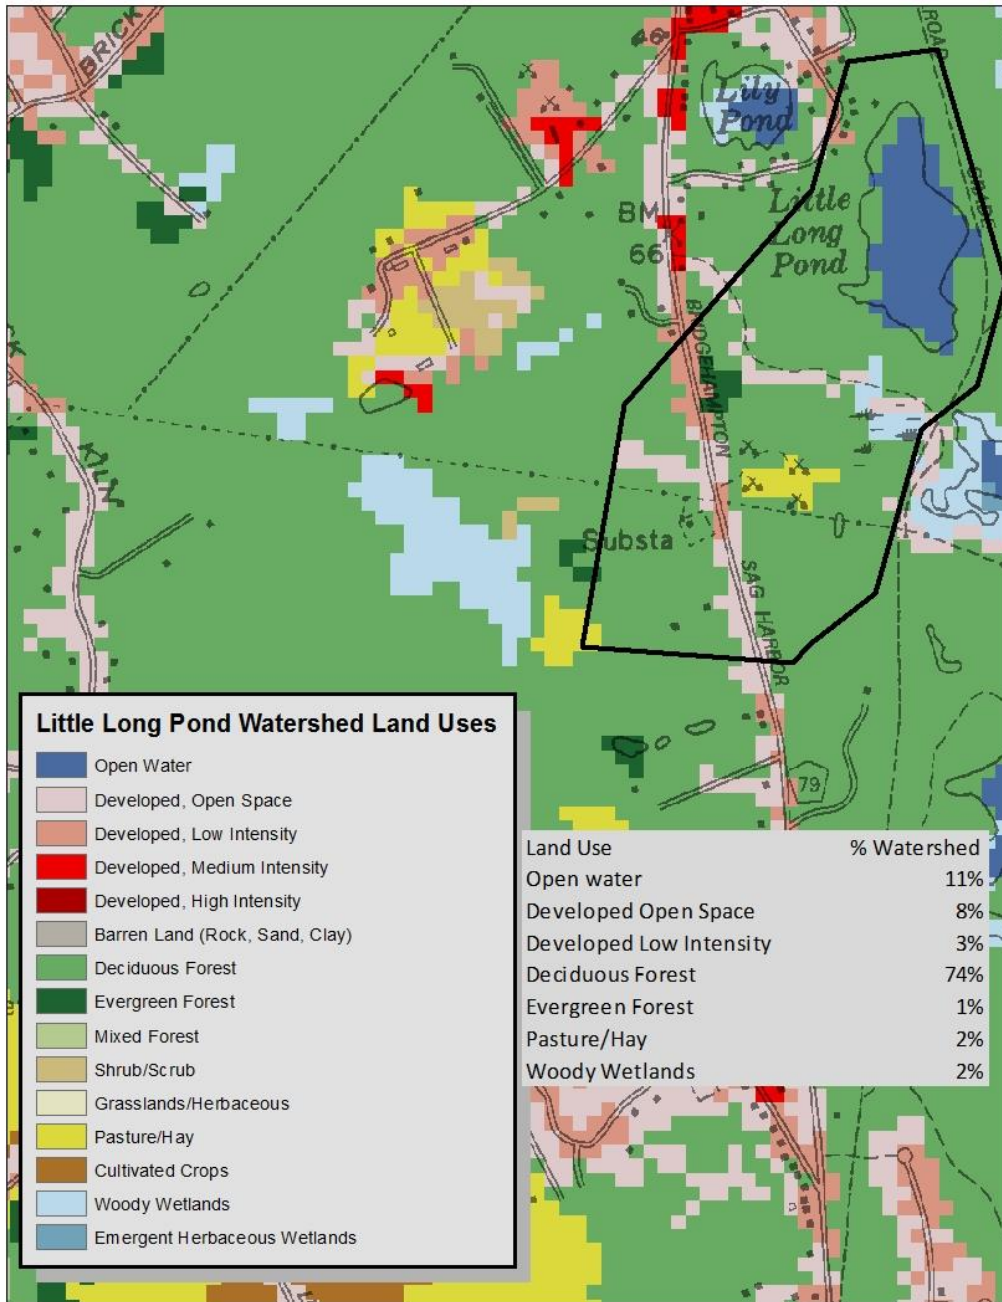 BRICK
46
ROAD
Lily
Pond
BM
66
Little
Long
Pond
BRIDGEHAMPTON
KILN
Substa
SAG HARBOR
79
Little Long Pond Watershed Land Uses
Open Water
Developed, Open Space
Developed, Low Intensity
Developed, Medium Intensity
Developed, High Intensity
Barren Land (Rock, Sand, Clay)
Deciduous Forest
Evergreen Forest
Mixed Forest
Shrub/Scrub
Grasslands/Herbaceous
Pasture/Hay
Cultivated Crops
Woody Wetlands
Emergent Herbaceous Wetlands
Land Use % Watershed
Open water 11%
Developed Open Space 8%
Developed Low Intensity 3%
Deciduous Forest 74%
Evergreen Forest 1%
Pasture/Hay 2%
Woody Wetlands 2%